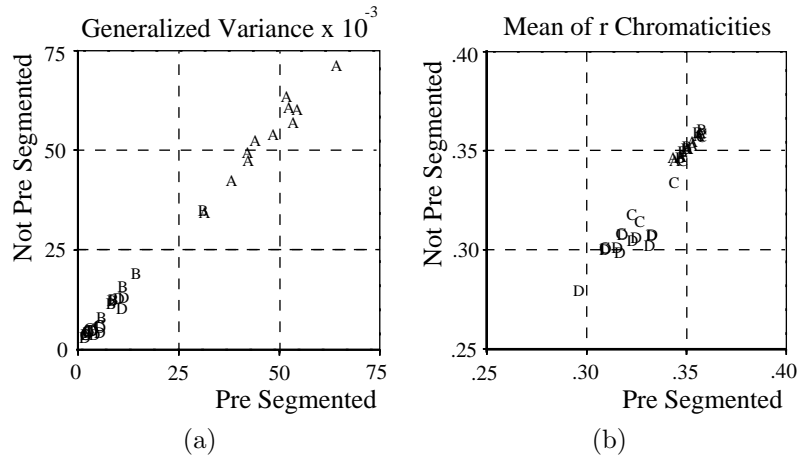 Generalized Variance x 10
-3
Mean of r Chromaticities
75
50
25
0
Not Pre Segmented
0 25 50 75
Pre Segmented
.40
.35
.30
.25
Not Pre Segmented
.25 .30 .35 .40
Pre Segmented
(a) (b)